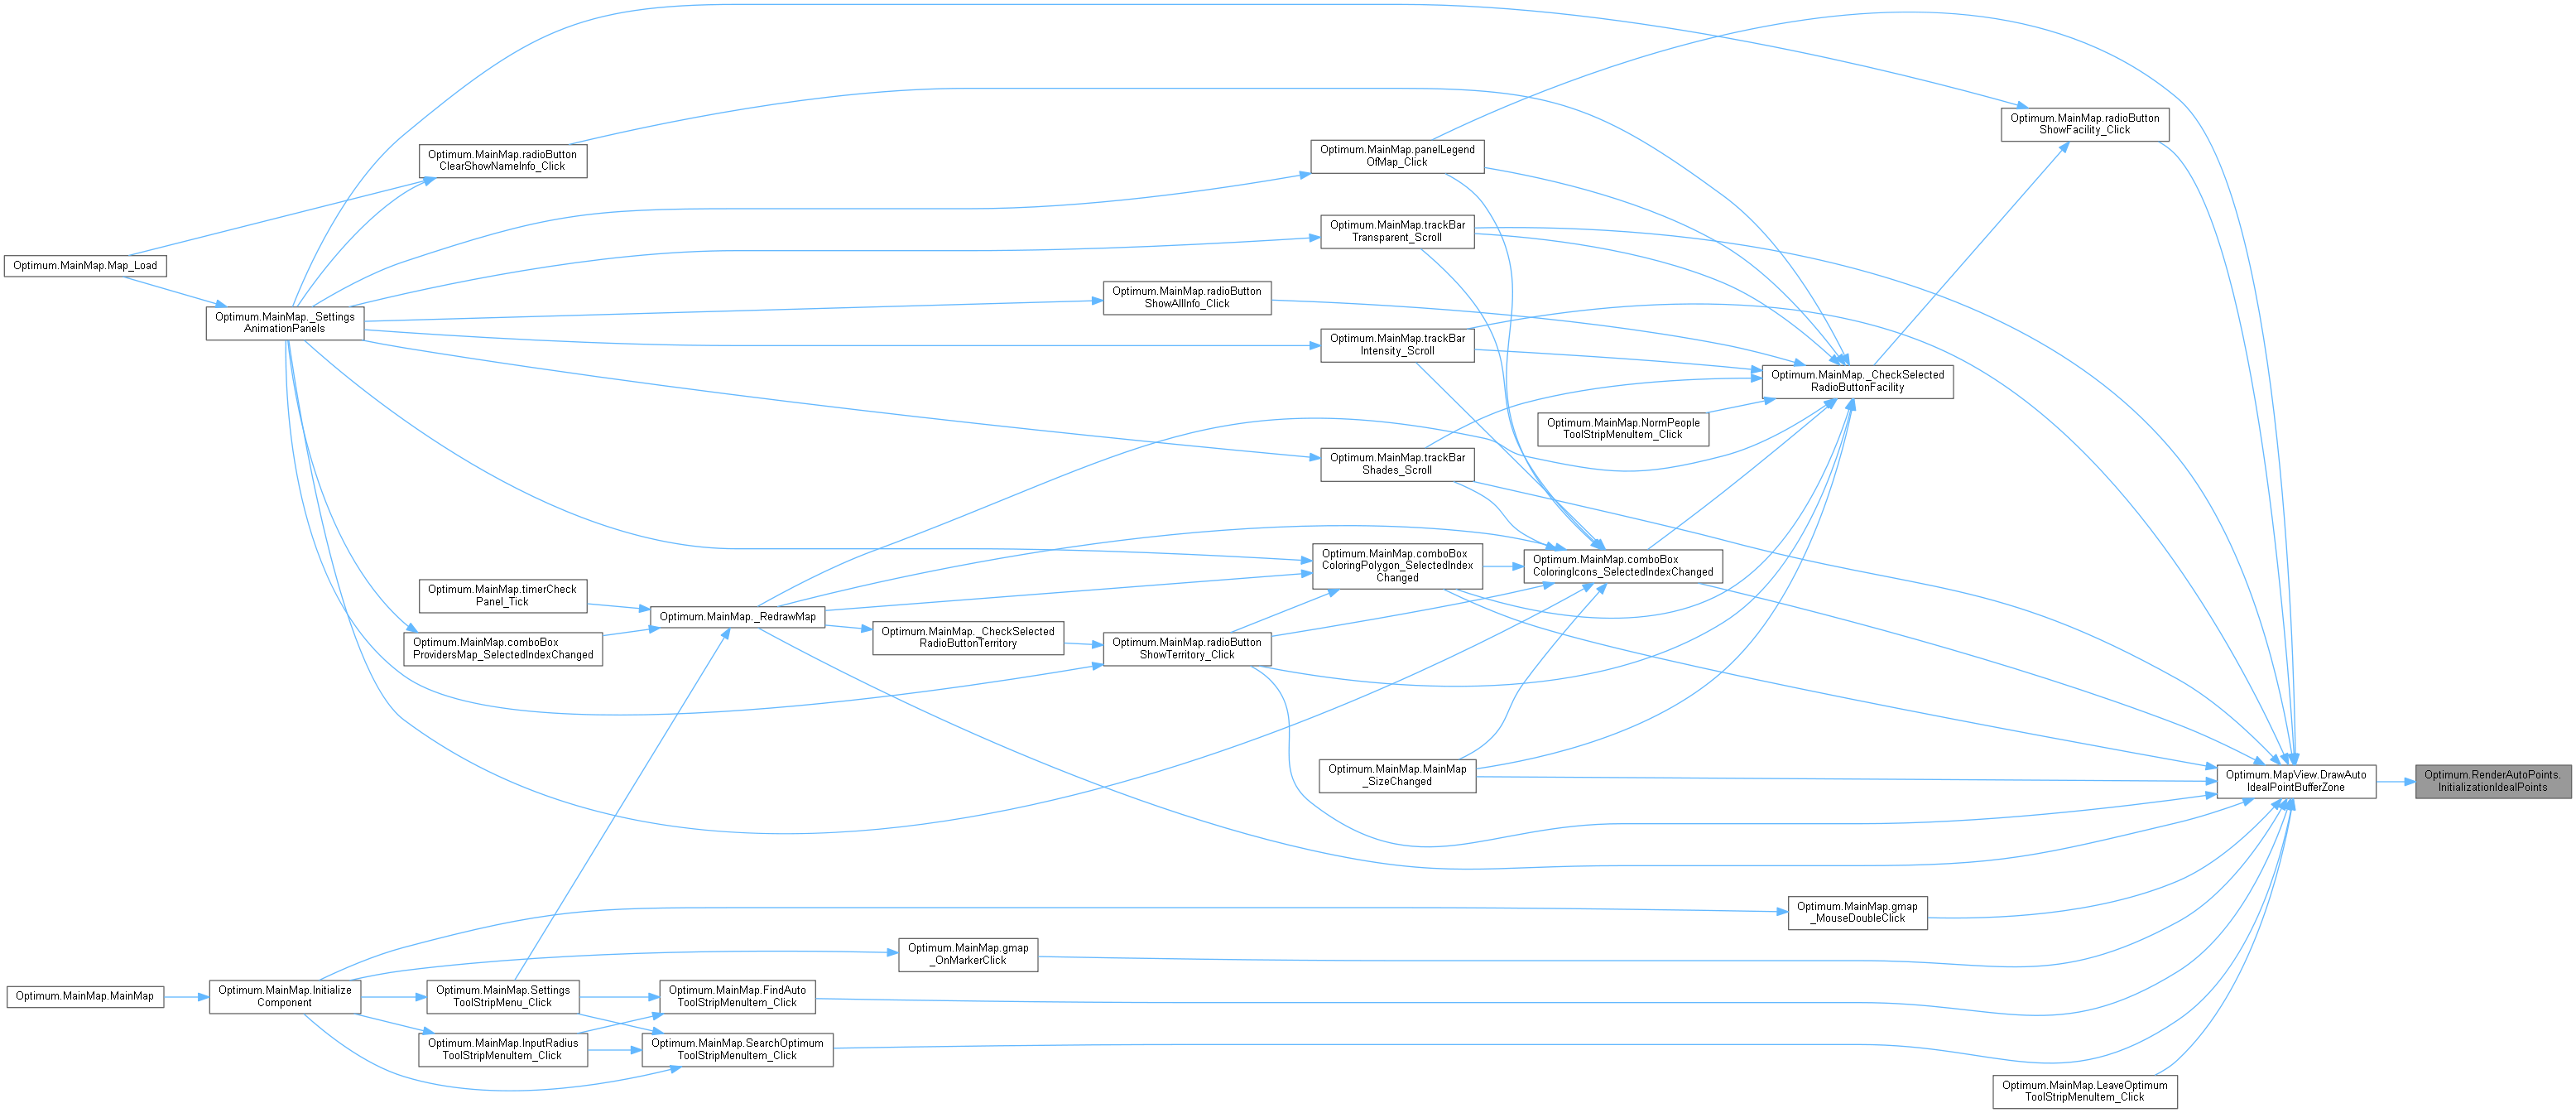 Optimum.MainMap.radioButton
ShowFacility_Click
Optimum.MainMap.panelLegend
OfMap_Click
Optimum.MainMap.radioButton
ClearShowNameInfo_Click
Optimum.MainMap.trackBar
Transparent_Scroll
Optimum.MainMap.Map_Load
Optimum.MainMap.radioButton
ShowAllInfo_Click
Optimum.MainMap._Settings
AnimationPanels
Optimum.MainMap.trackBar
Intensity_Scroll
Optimum.MainMap._CheckSelected
RadioButtonFacility
Optimum.MainMap.NormPeople
ToolStripMenuItem_Click
Optimum.MainMap.trackBar
Shades_Scroll
Optimum.MainMap.comboBox
ColoringPolygon_SelectedIndex
Changed
Optimum.MainMap.comboBox
ColoringIcons_SelectedIndexChanged
Optimum.MainMap.timerCheck
Panel_Tick
Optimum.MainMap._RedrawMap
Optimum.MainMap.comboBox
ProvidersMap_SelectedIndexChanged
Optimum.MainMap._CheckSelected
RadioButtonTerritory
Optimum.MainMap.radioButton
ShowTerritory_Click
Optimum.MainMap.MainMap
_SizeChanged
Optimum.MapView.DrawAuto
IdealPointBufferZone
Optimum.RenderAutoPoints.
InitializationIdealPoints
Optimum.MainMap.gmap
_MouseDoubleClick
Optimum.MainMap.gmap
_OnMarkerClick
Optimum.MainMap.MainMap
Optimum.MainMap.Initialize
Component
Optimum.MainMap.Settings
ToolStripMenu_Click
Optimum.MainMap.FindAuto
ToolStripMenuItem_Click
Optimum.MainMap.InputRadius
ToolStripMenuItem_Click
Optimum.MainMap.SearchOptimum
ToolStripMenuItem_Click
Optimum.MainMap.LeaveOptimum
ToolStripMenuItem_Click